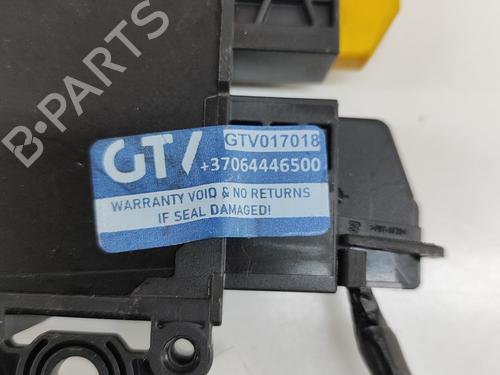 GTV
GTV017018
+37064446500
WARRANTY VOID & NO RETURNS
IF SEAL DAMAGED!
B-PARTS